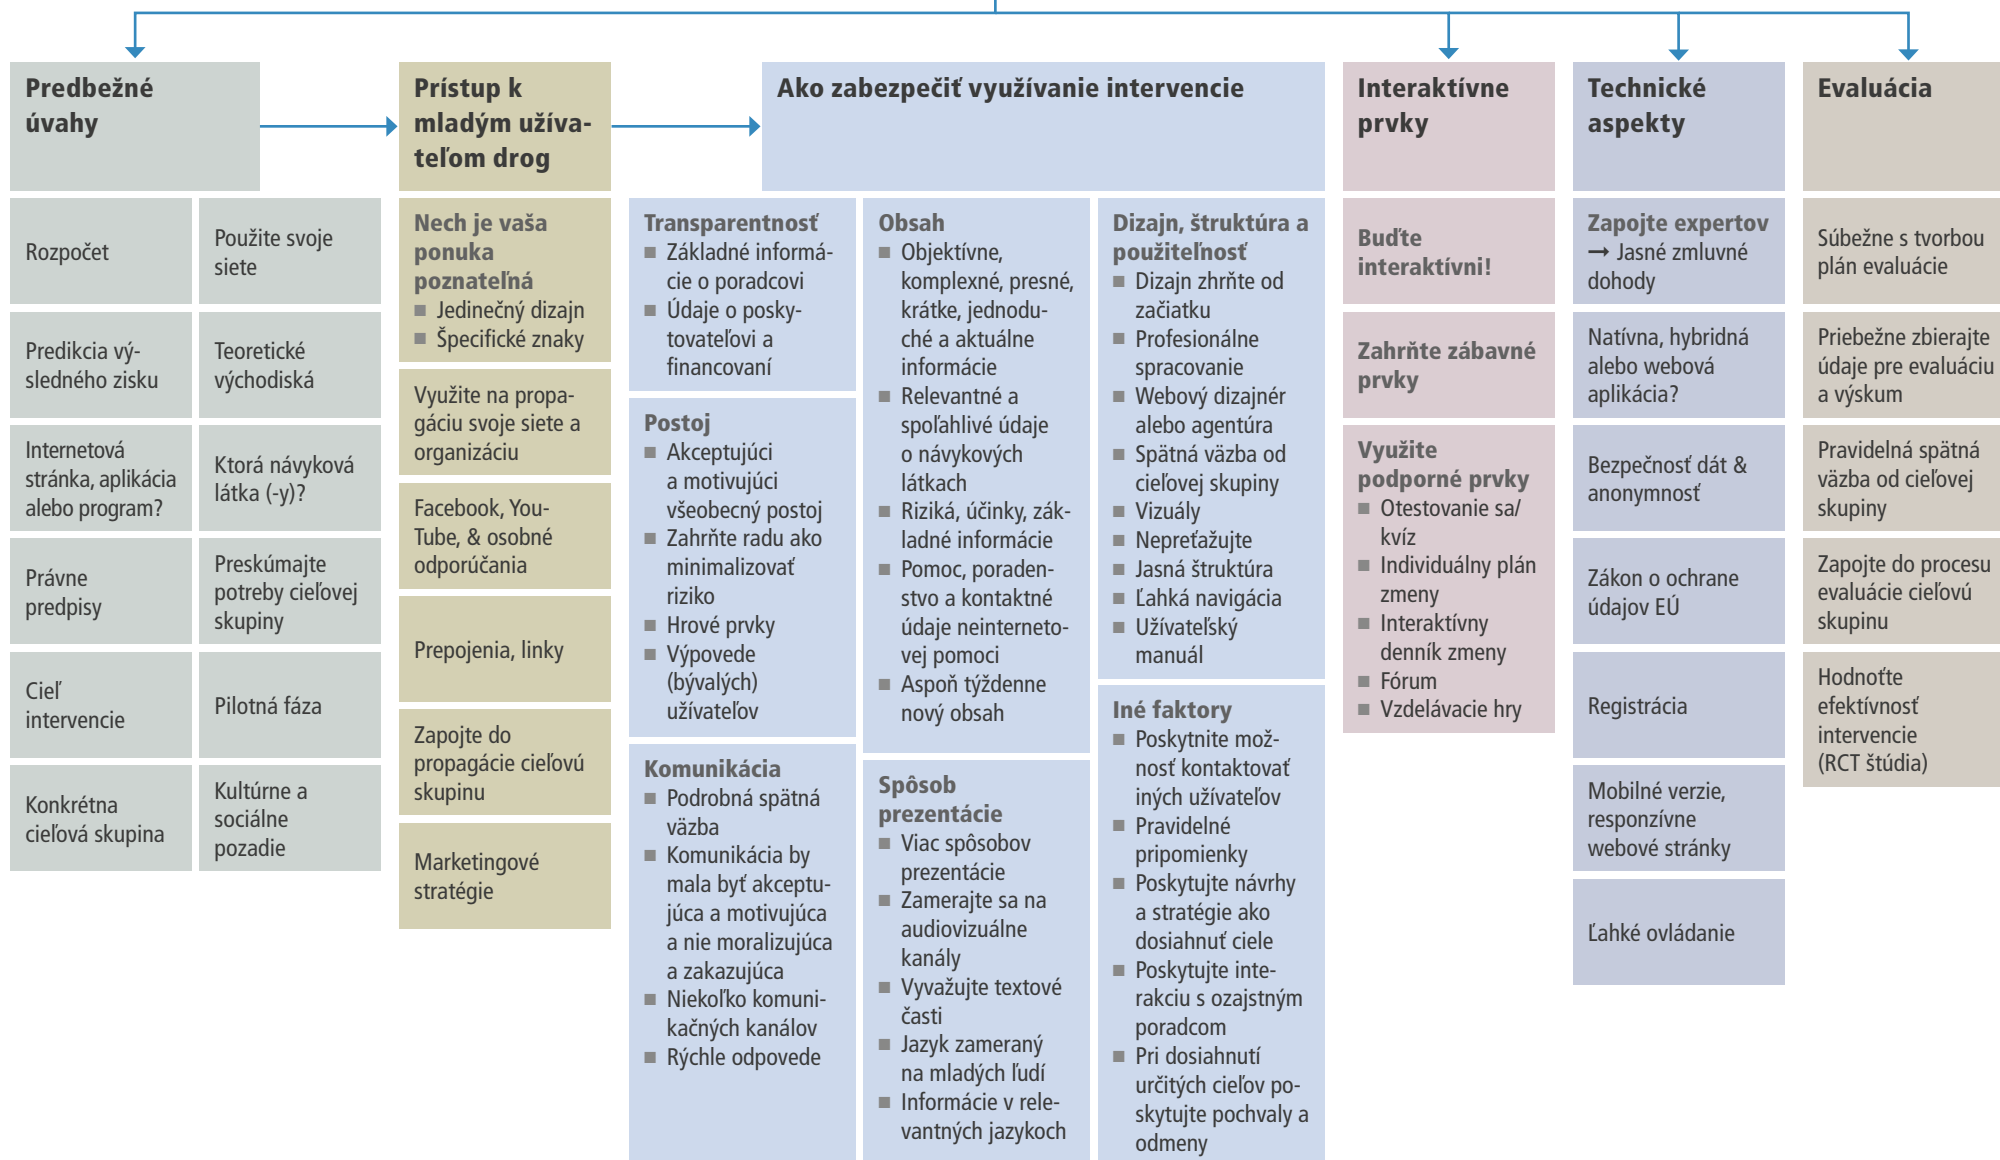 Predbežné
úvahy
Rozpočet
Použite svoje
siete
Predikcia vý-
sledného zisku
Teoretické
východiská
Internetová
stránka, aplikácia
alebo program?
Ktorá návyková
látka (-y)?
Právne
predpisy
Preskúmajte
potreby cieľovej
skupiny
Cieľ
intervencie
Pilotná fáza
Konkrétna
cieľová skupina
Kultúrne a
sociálne
pozadie
Prístup k
mladým užíva-
teľom drog
Nech je vaša
ponuka
poznateľná
■ Jedinečný dizajn
■ Špecifické znaky
Využite na propa-
gáciu svoje siete a
organizáciu
Facebook, You-
Tube, & osobné
odporúčania
Prepojenia, linky
Zapojte do
propagácie cieľovú
skupinu
Marketingové
stratégie
Ako zabezpečiť využívanie intervencie
Transparentnosť
■ Základné informá-
cie o poradcovi
■ Údaje o posky-
tovateľovi a
financovaní
Postoj
■ Akceptujúci
a motivujúci
všeobecný postoj
■ Zahrňte radu ako
minimalizovať
riziko
■ Hrové prvky
■ Výpovede
(bývalých)
užívateľov
Komunikácia
■ Podrobná spätná
väzba
■ Komunikácia by
mala byť akceptu-
júca a motivujúca
a nie moralizujúca
a zakazujúca
■ Niekoľko komuni-
kačných kanálov
■ Rýchle odpovede
Obsah
■ Objektívne,
komplexné, presné,
krátke, jednodu-
ché a aktuálne
informácie
■ Relevantné a
spoľahlivé údaje
o návykových
látkach
■ Riziká, účinky, zák-
ladné informácie
■ Pomoc, poraden-
stvo a kontaktné
údaje neinterneto-
vej pomoci
■ Aspoň týždenne
nový obsah
Spôsob
prezentácie
■ Viac spôsobov
prezentácie
■ Zamerajte sa na
audiovizuálne
kanály
■ Vyvažujte textové
časti
■ Jazyk zameraný
na mladých ľudí
■ Informácie v rele-
vantných jazykoch
Dizajn, štruktúra a
použiteľnosť
■ Dizajn zhrňte od
začiatku
■ Profesionálne
spracovanie
■ Webový dizajnér
alebo agentúra
■ Spätná väzba od
cieľovej skupiny
■ Vizuály
■ Nepreťažujte
■ Jasná štruktúra
■ Ľahká navigácia
■ Užívateľský
manuál
Iné faktory
■ Poskytnite mož-
nosť kontaktovať
iných užívateľov
■ Pravidelné
pripomienky
■ Poskytujte návrhy
a stratégie ako
dosiahnuť ciele
■ Poskytujte inte-
rakciu s ozajstným
poradcom
■ Pri dosiahnutí
určitých cieľov po-
skytujte pochvaly a
odmeny
Interaktívne
prvky
Buďte
interaktívni!
Zahrňte zábavné
prvky
Využite
podporné prvky
■ Otestovanie sa/
kvíz
■ Individuálny plán
zmeny
■ Interaktívny
denník zmeny
■ Fórum
■ Vzdelávacie hry
Technické
aspekty
Zapojte expertov
→ Jasné zmluvné
dohody
Natívna, hybridná
alebo webová
aplikácia?
Bezpečnosť dát &
anonymnosť
Zákon o ochrane
údajov EÚ
Registrácia
Mobilné verzie,
responzívne
webové stránky
Ľahké ovládanie
Evaluácia
Súbežne s tvorbou
plán evaluácie
Priebežne zbierajte
údaje pre evaluáciu
a výskum
Pravidelná spätná
väzba od cieľovej
skupiny
Zapojte do procesu
evaluácie cieľovú
skupinu
Hodnoťte
efektívnosť
intervencie
(RCT štúdia)